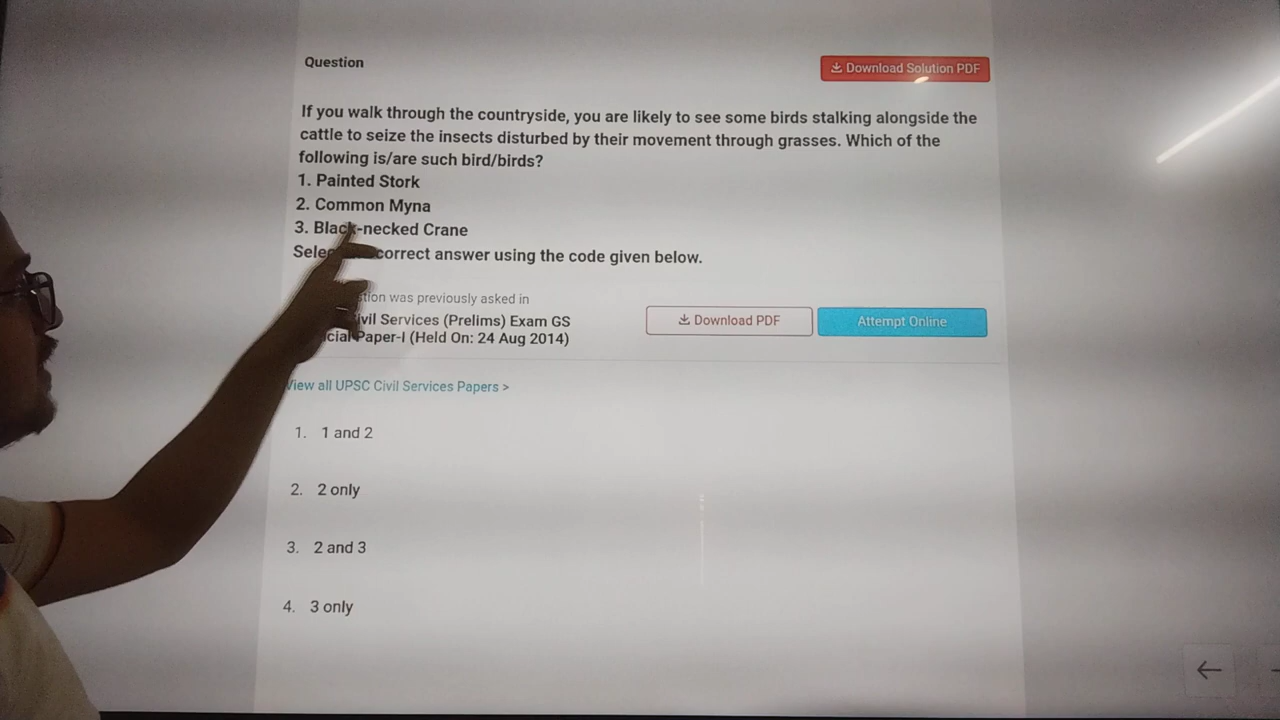 Question
Download Solution PDF
If you walk through the countryside, you are likely to see some birds stalking alongside the
cattle to seize the insects disturbed by their movement through grasses. Which of the
following is/are such bird/birds?
1. Painted Stork
2. Common Myna
3. Black-necked Crane
correct answer using the code given below.
was previously asked in
Services (Prelims) Exam GS
Paper-I (Held On: 24 Aug 2014)
Download PDF
Attempt Online
View all UPSC Civil Services Papers >
1. 1 and 2
2. 2 only
3. 2 and 3
4. 3 only